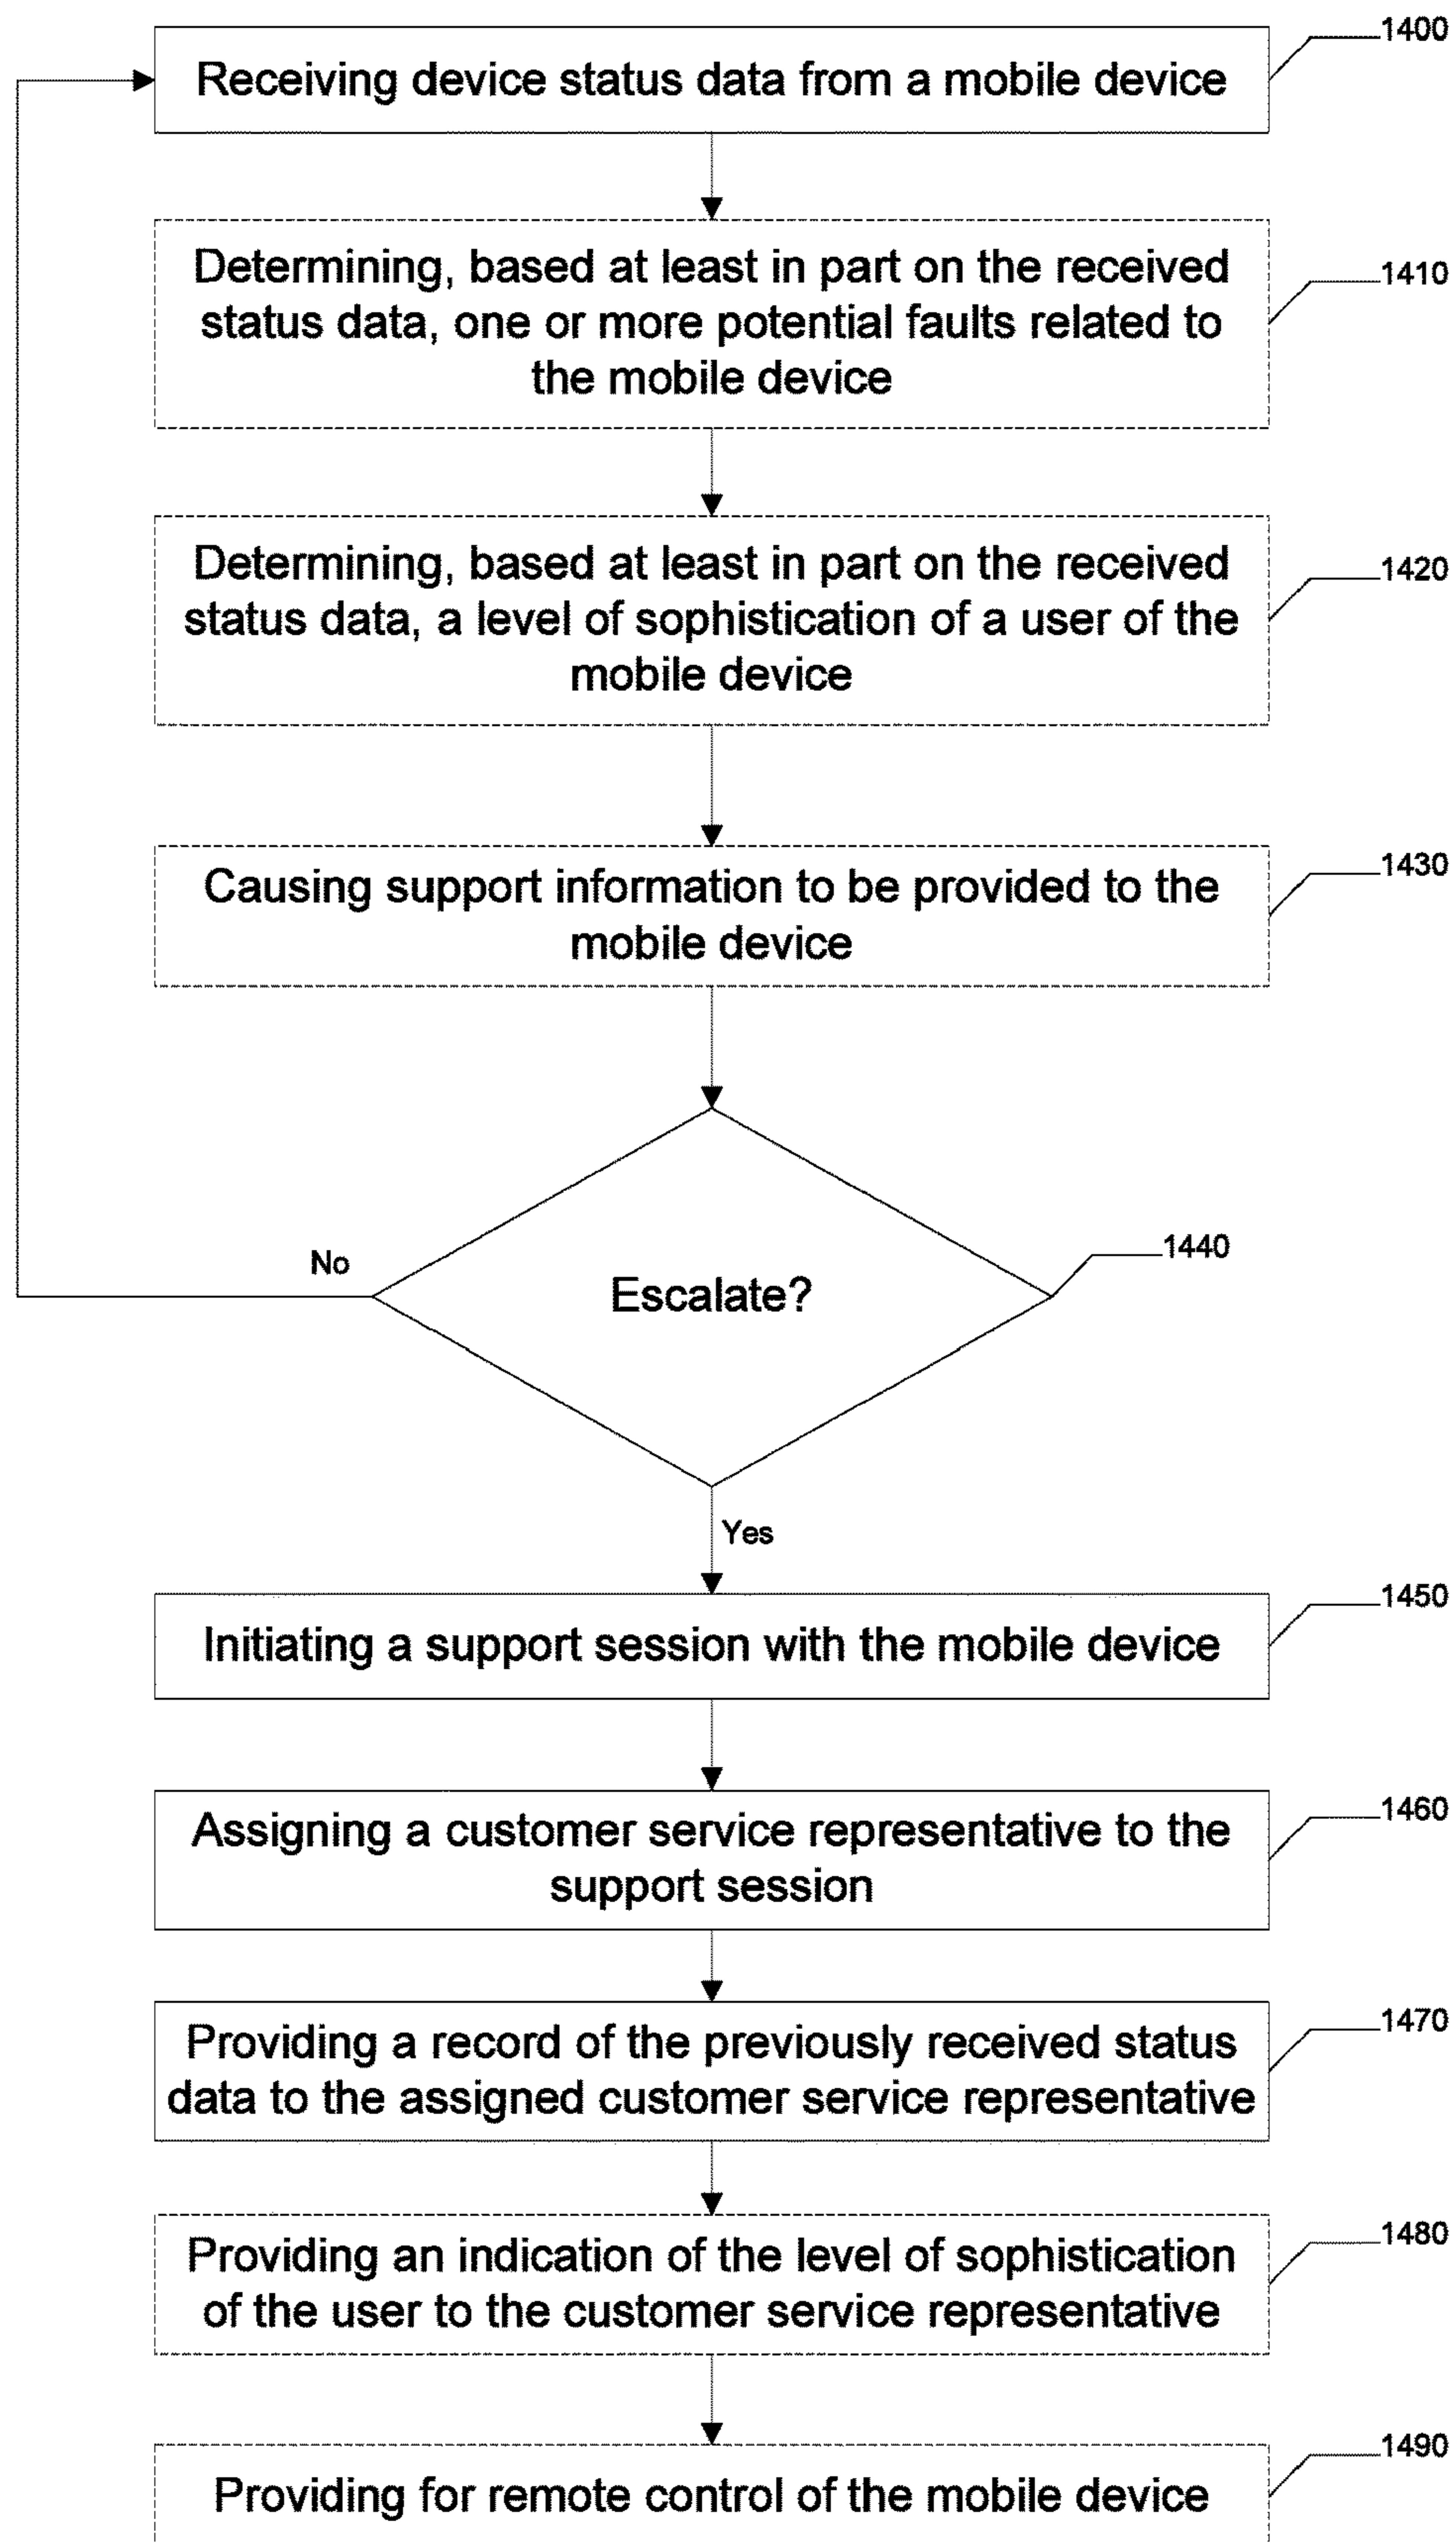 1400
Receiving device status data from a mobile device
Determining, based at least in part on the received
status data, one or more potential faults related to
the mobile device
1410
Determining, based at least in part on the received
status data, a level of sophistication of a user of the
mobile device
1420
Causing support information to be provided to the
mobile device
1430
No
Escalate?
1440
Yes
Initiating a support session with the mobile device
1450
Assigning a customer service representative to the
support session
1460
Providing a record of the previously received status
data to the assigned customer service representative
1470
Providing an indication of the level of sophistication
of the user to the customer service representative
1480
Providing for remote control of the mobile device
1490